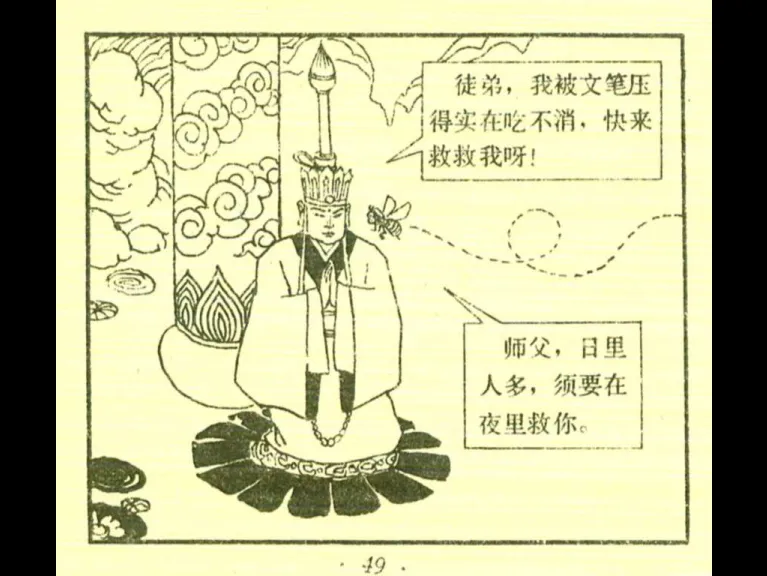 徒弟，我被文笔压
得实在吃不消，快来
救救我呀！
师父，日里
人多，须要在
夜里救你。
· 49 ·